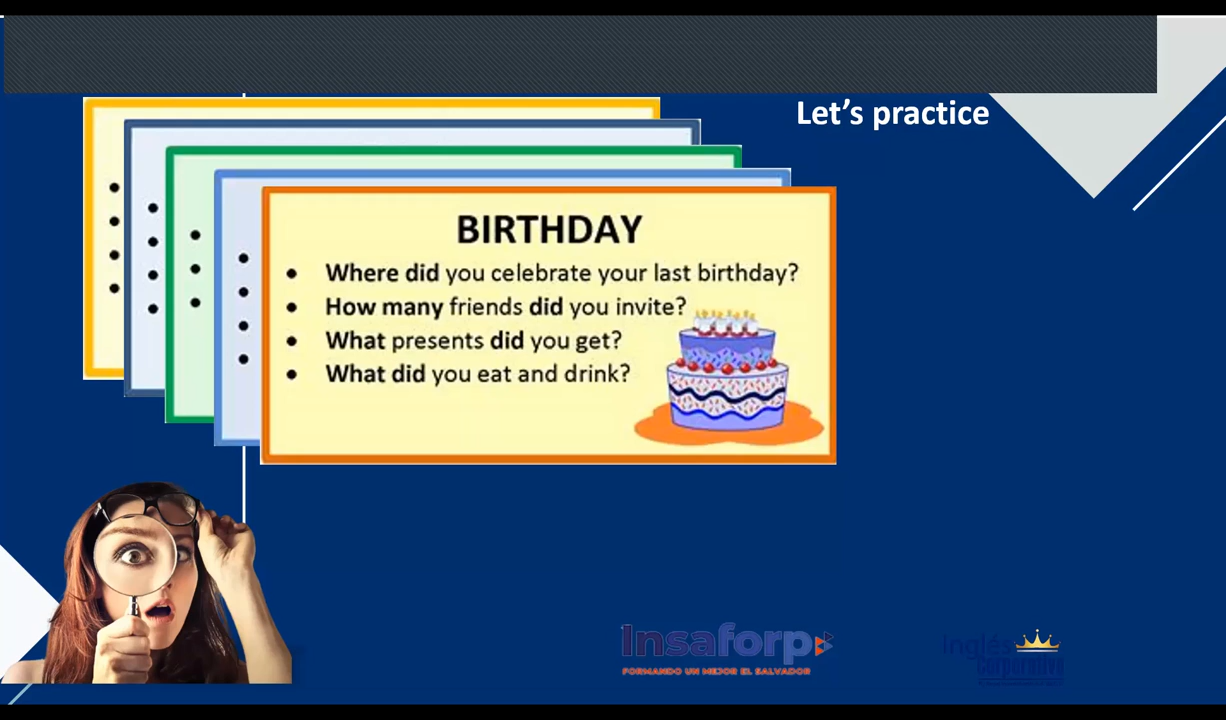 Let's practice
BIRTHDAY
• Where did you celebrate your last birthday?
• How many friends did you invite?
• What presents did you get?
• What did you eat and drink?
Insaforp
FORMANDO UN MEJOR EL SALVADOR
Inglés
Corporativo